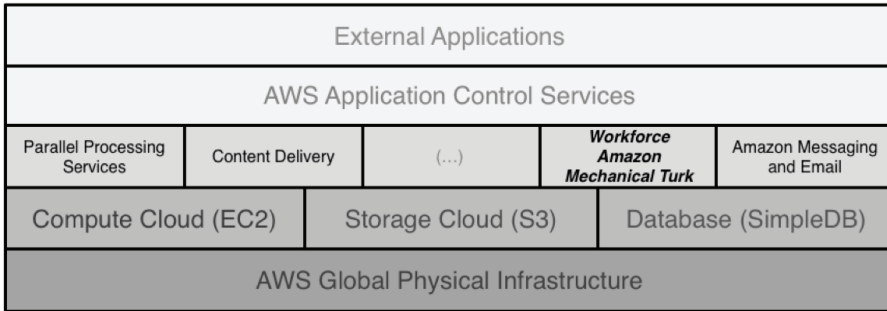 External Applications
AWS Application Control Services
Parallel Processing
Services
Content Delivery
(...)
Workforce
Amazon
Mechanical Turk
Amazon Messaging
and Email
Compute Cloud (EC2)
Storage Cloud (S3)
Database (SimpleDB)
AWS Global Physical Infrastructure